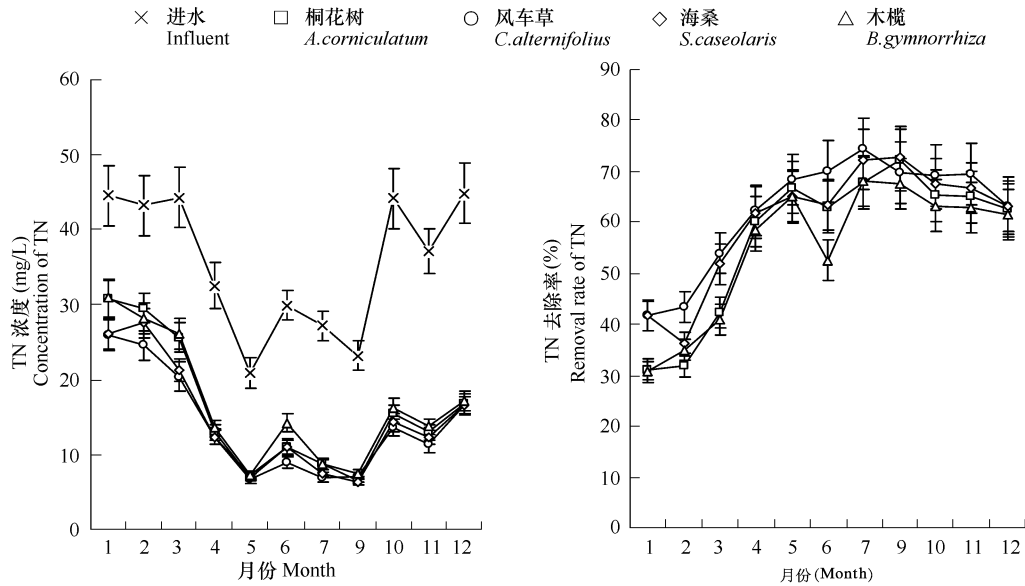 进水 桐花树 风车草 海桑 木榄
Influent A.corniculatum C.alternifolius S.caseolaris B.gymnorrhiza
TN 浓度 (mg/L)
Concentration of TN
60
50
40
30
20
10
0
1 2 3 4 5 6 7 9 10 11 12
月份 Month
TN 去除率(%)
Removal rate of TN
90
80
70
60
50
40
30
20
10
0
1 2 3 4 5 6 7 9 10 11 12
月份(Month)